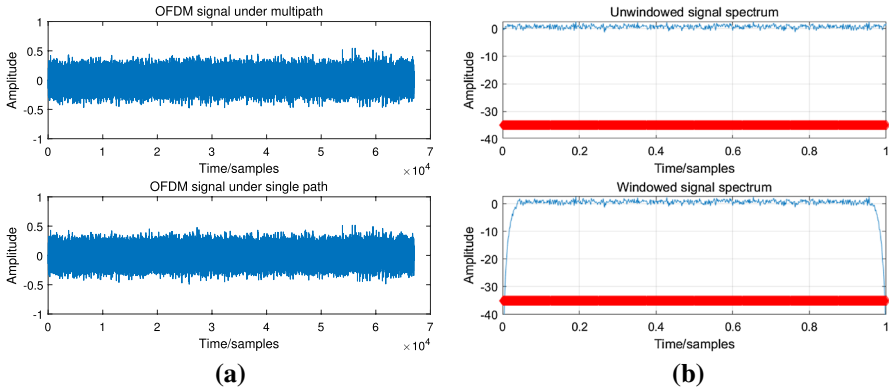 OFDM signal under multipath
1
0.5
0
-0.5
-1
Amplitude
0 1 2 3 4 5 6 7
Time/samples
×10⁴
OFDM signal under single path
1
0.5
0
-0.5
-1
Amplitude
0 1 2 3 4 5 6 7
Time/samples
×10⁴
(a)
Unwindowed signal spectrum
0
-10
-20
-30
-40
Amplitude
0 0.2 0.4 0.6 0.8 1
Time/samples
Windowed signal spectrum
0
-10
-20
-30
-40
Amplitude
0 0.2 0.4 0.6 0.8 1
Time/samples
(b)